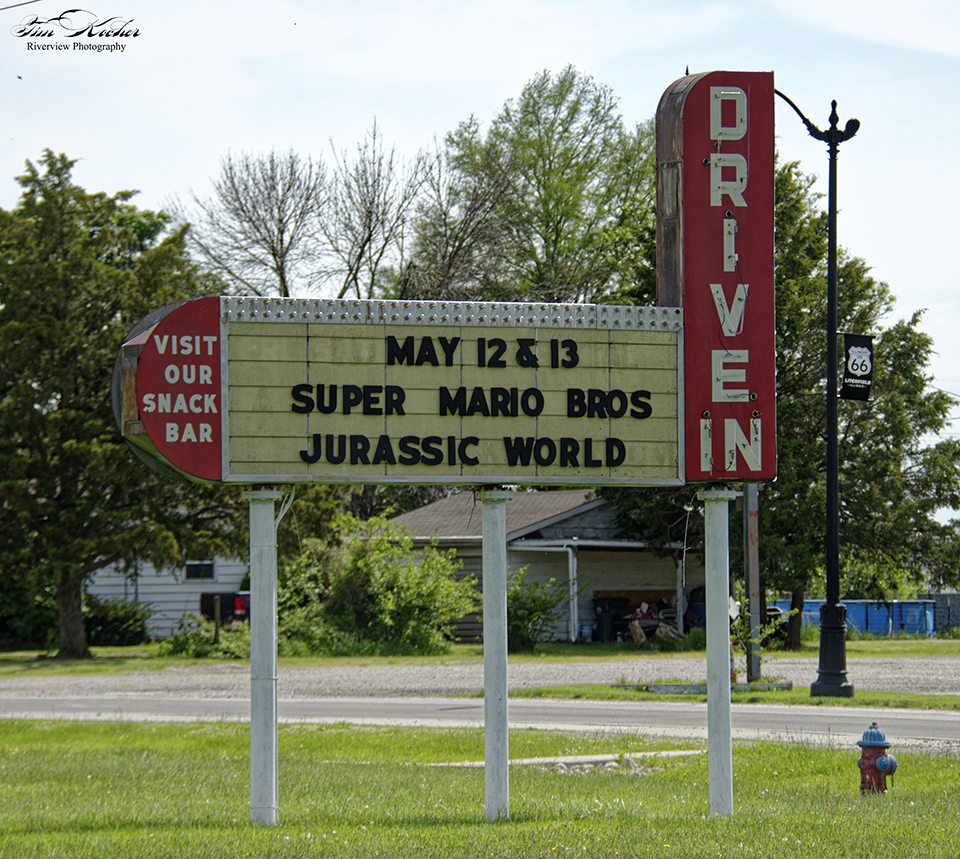 Tim Kocher
Riverview Photography
DRIVE IN
VISIT
OUR
SNACK
BAR
MAY 12 & 13
SUPER MARIO BROS
JURASSIC WORLD
66
LITCHFIELD